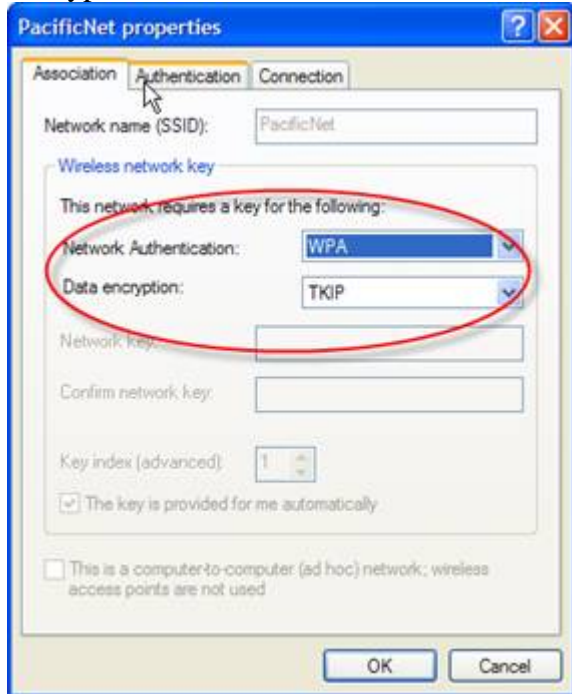 PacificNet properties
Association Authentication Connection
Network name (SSID): PacificNet
Wireless network key
This network requires a key for the following:
Network Authentication: WPA
Data encryption: TKIP
Network key:
Confirm network key:
Key index (advanced): 1
The key is provided for me automatically
This is a computer-to-computer (ad hoc) network; wireless
access points are not used
OK Cancel